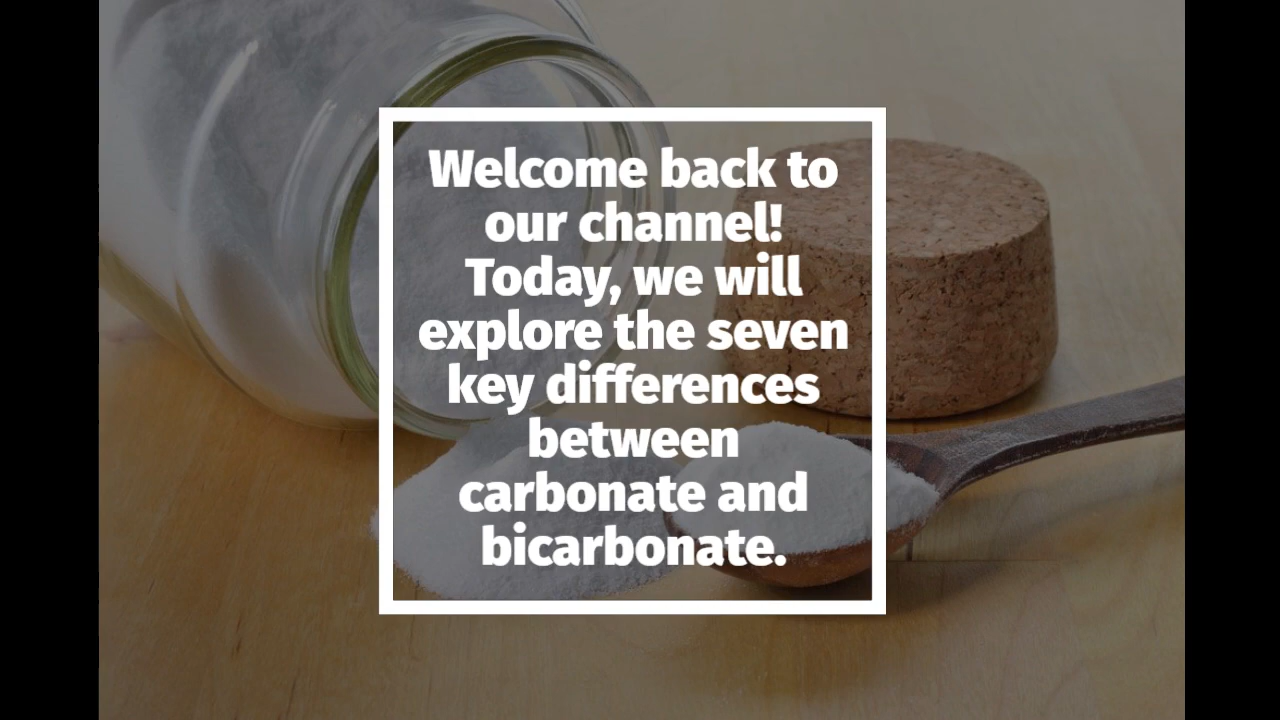 Welcome back to
our channel!
Today, we will
explore the seven
key differences
between
carbonate and
bicarbonate.